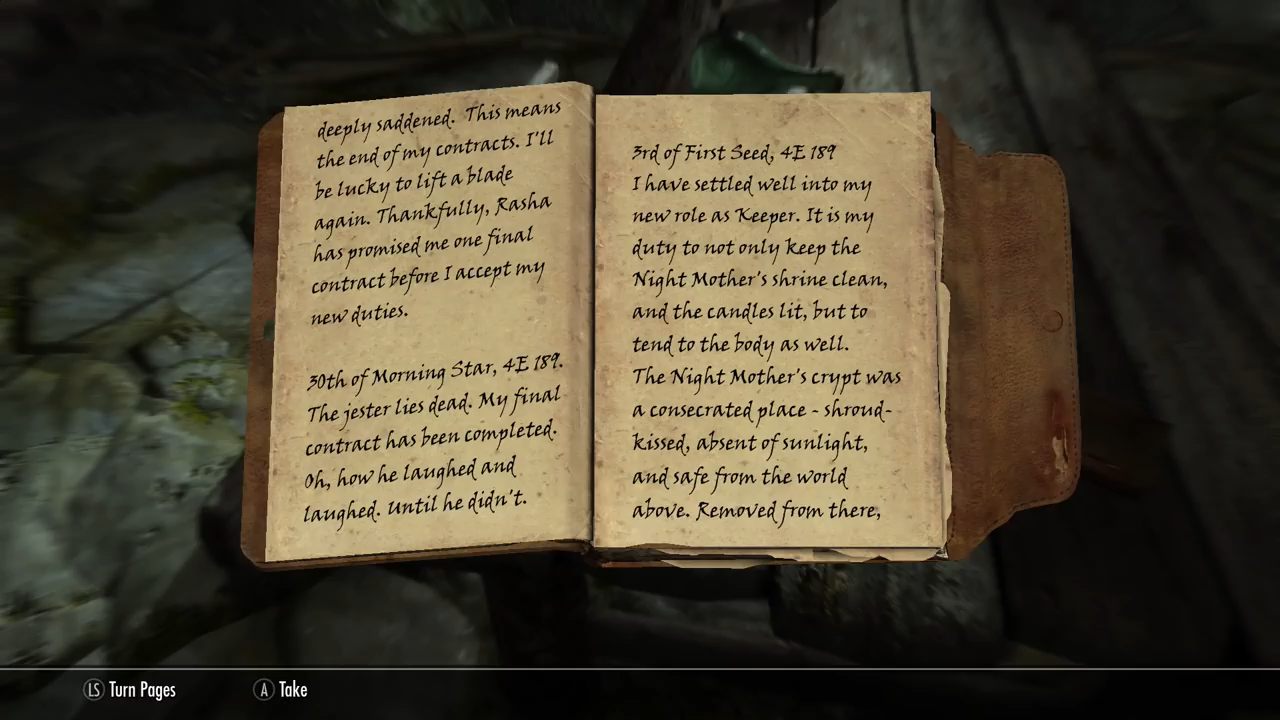 deeply saddened. This means
the end of my contracts. I'll
be lucky to lift a blade
again. Thankfully, Rasha
has promised me one final
contract before I accept my
new duties.
30th of Morning Star, 4E 189.
The jester lies dead. My final
contract has been completed.
Oh, how he laughed and
laughed. Until he didn't.
3rd of First Seed, 4E 189
I have settled well into my
new role as Keeper. It is my
duty to not only keep the
Night Mother's shrine clean,
and the candles lit, but to
tend to the body as well.
The Night Mother's crypt was
a consecrated place - shroud-
kissed, absent of sunlight,
and safe from the world
above. Removed from there,
LS Turn Pages
A Take